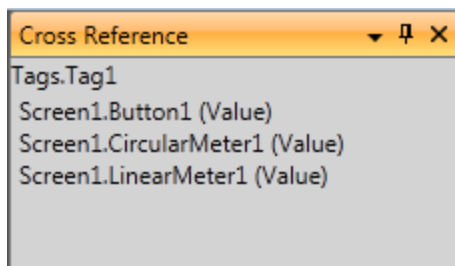 Cross Reference
Tags.Tag1
Screen1.Button1 (Value)
Screen1.CircularMeter1 (Value)
Screen1.LinearMeter1 (Value)